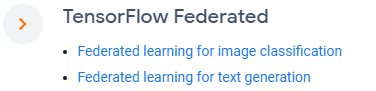 TensorFlow Federated
Federated learning for image classification
Federated learning for text generation